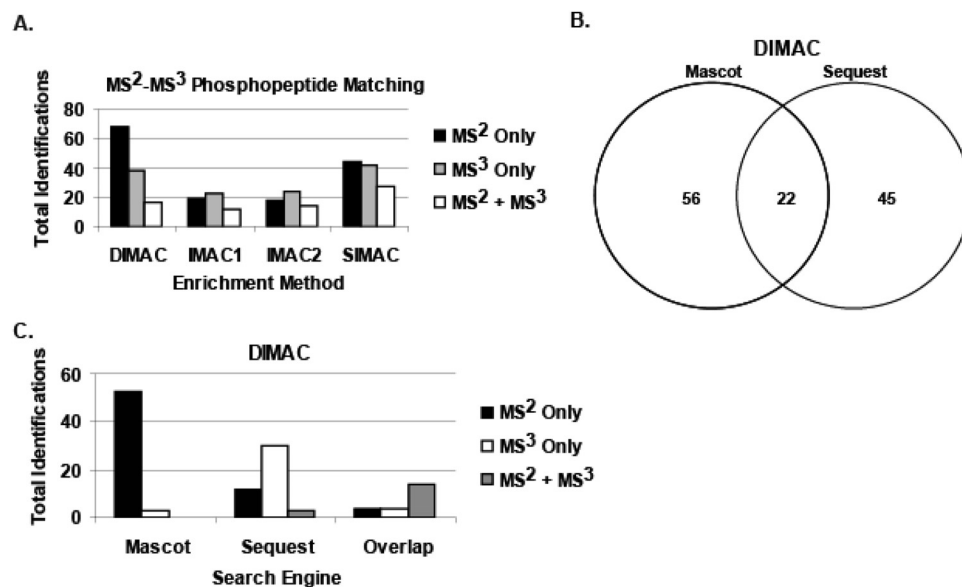 A.
MS²-MS³ Phosphopeptide Matching
Total Identifications
80
60
40
20
0
DIMAC IMAC1 IMAC2 SIMAC
Enrichment Method
MS² Only
MS³ Only
MS² + MS³
B.
DIMAC
Mascot Sequest
56 22 45
C.
DIMAC
Total Identifications
60
40
20
0
Mascot Sequest Overlap
Search Engine
MS² Only
MS³ Only
MS² + MS³